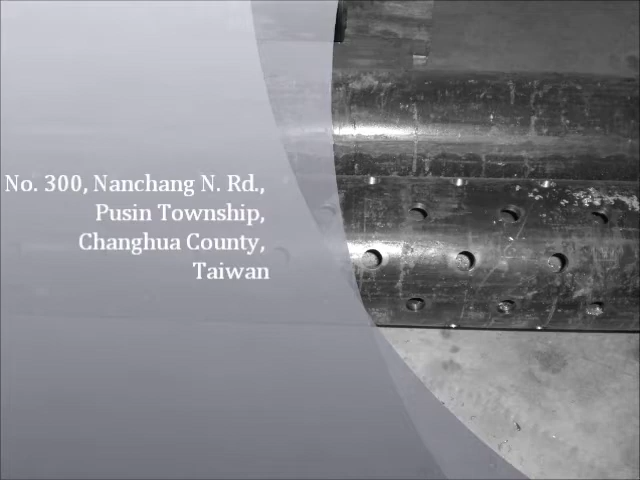 No. 300, Nanchang N. Rd.,
Pusin Township,
Changhua County,
Taiwan